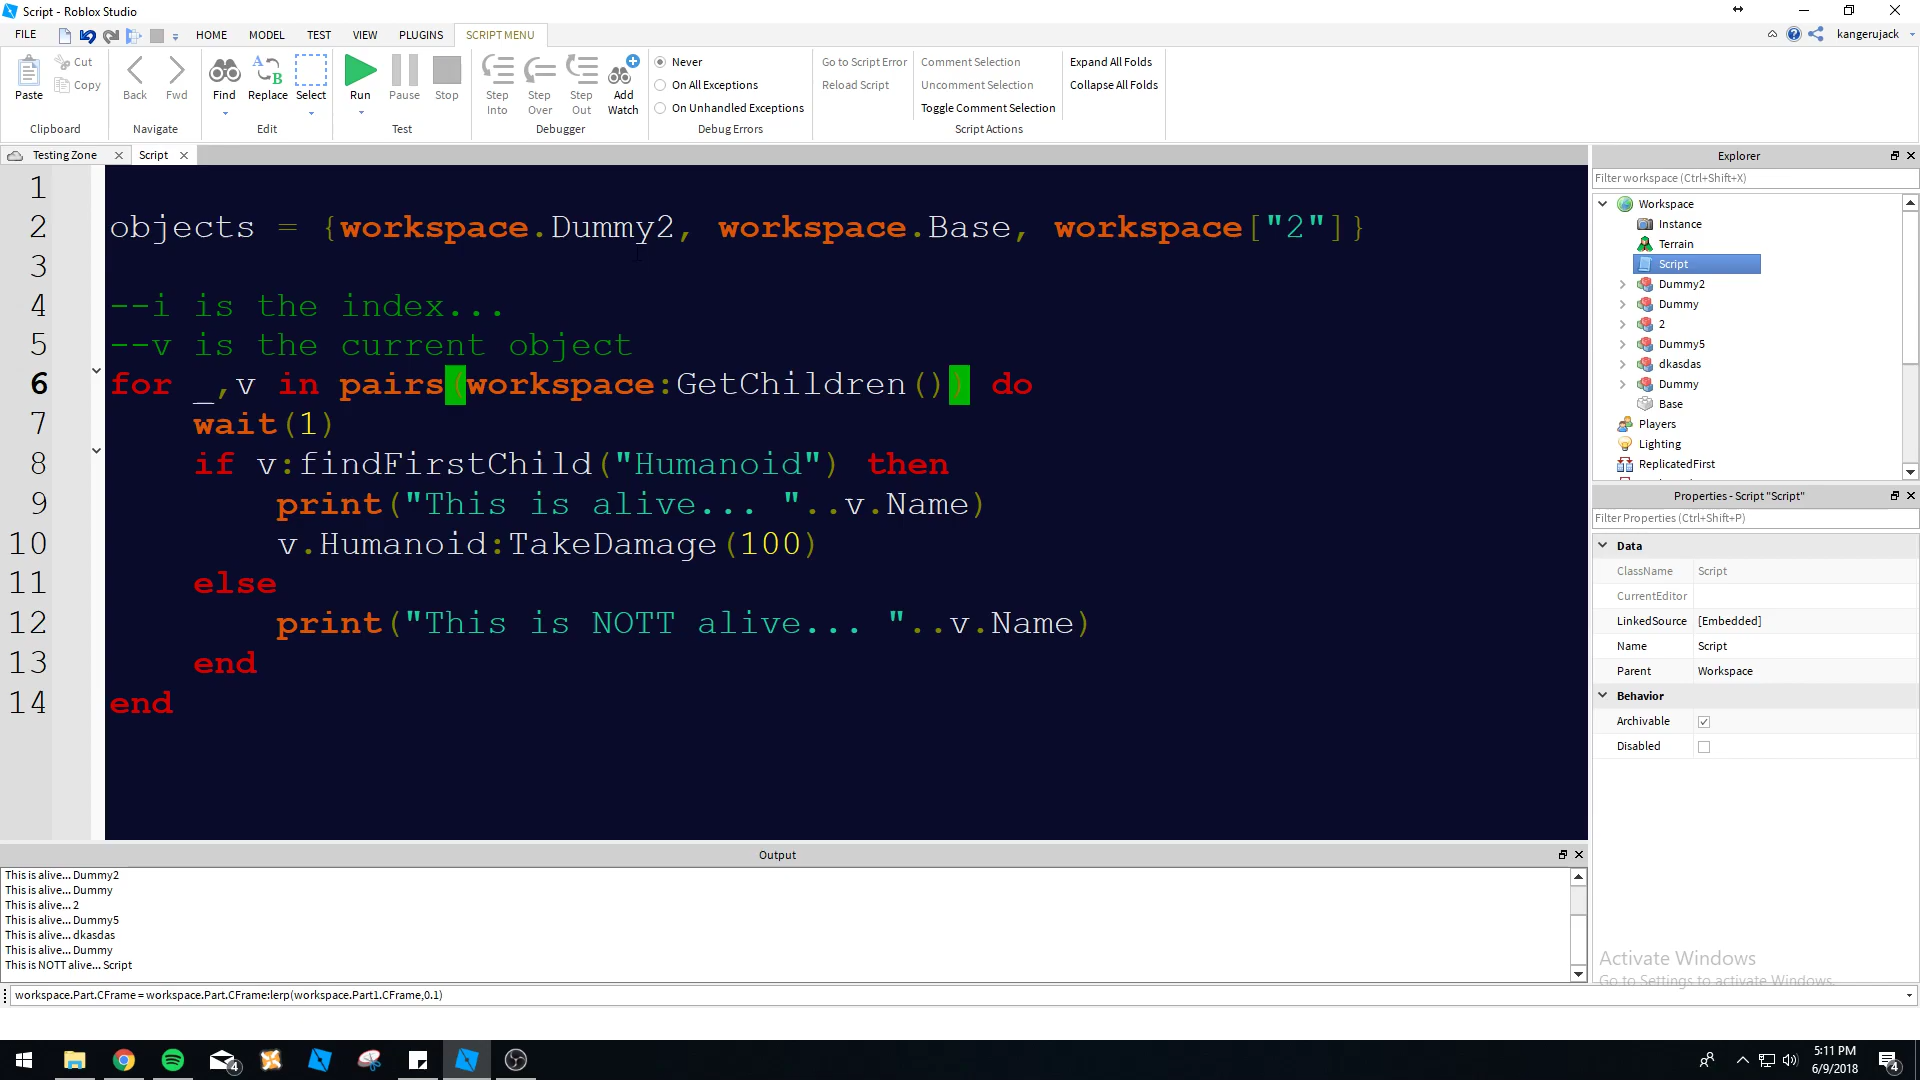 Script - Roblox Studio
FILE HOME MODEL TEST VIEW PLUGINS SCRIPT MENU kangerujack
Paste Cut Copy Back Fwd Find Replace Select Run Pause Stop Step Into Step Over Step Out Add Watch
Never
On All Exceptions
On Unhandled Exceptions
Go to Script Error
Reload Script
Comment Selection
Uncomment Selection
Toggle Comment Selection
Expand All Folds
Collapse All Folds
Clipboard Navigate Edit Test Debugger Debug Errors Script Actions
Testing Zone Script
1
2 objects = {workspace.Dummy2, workspace.Base, workspace["2"]}
3
4 --i is the index...
5 --v is the current object
6 for _,v in pairs(workspace:GetChildren()) do
7 wait(1)
8 if v:findFirstChild("Humanoid") then
9 print("This is alive... "..v.Name)
10 v.Humanoid:TakeDamage(100)
11 else
12 print("This is NOTT alive... "..v.Name)
13 end
14 end
Explorer
Filter workspace (Ctrl+Shift+X)
Workspace
Instance
Terrain
Script
Dummy2
Dummy
2
Dummy5
dkasdas
Dummy
Base
Players
Lighting
ReplicatedFirst
Properties - Script "Script"
Filter Properties (Ctrl+Shift+P)
Data
ClassName Script
CurrentEditor
LinkedSource [Embedded]
Name Script
Parent Workspace
Behavior
Archivable
Disabled
Output
This is alive... Dummy2
This is alive... Dummy
This is alive... 2
This is alive... Dummy5
This is alive... dkasdas
This is alive... Dummy
This is NOTT alive... Script
workspace.Part.CFrame = workspace.Part.CFrame:lerp(workspace.Part1.CFrame,0.1)
Activate Windows
Go to Settings to activate Windows.
4
5:11 PM
6/9/2018
4